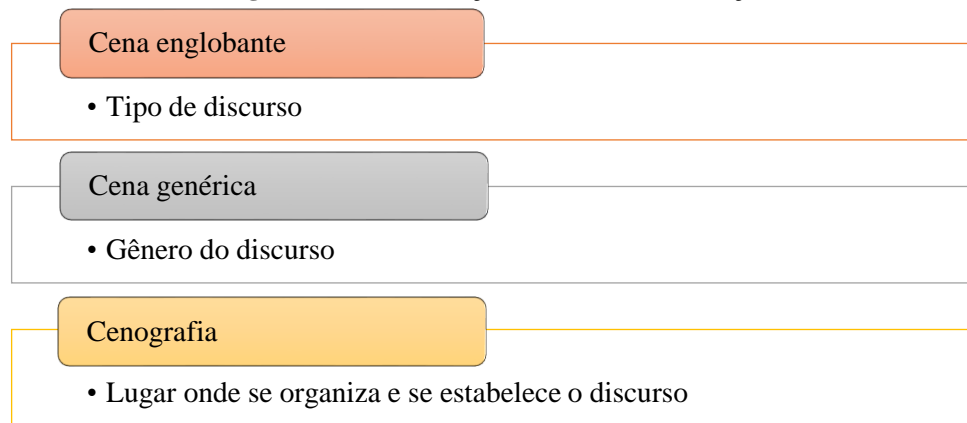 Cena englobante
• Tipo de discurso
Cena genérica
• Gênero do discurso
Cenografia
• Lugar onde se organiza e se estabelece o discurso